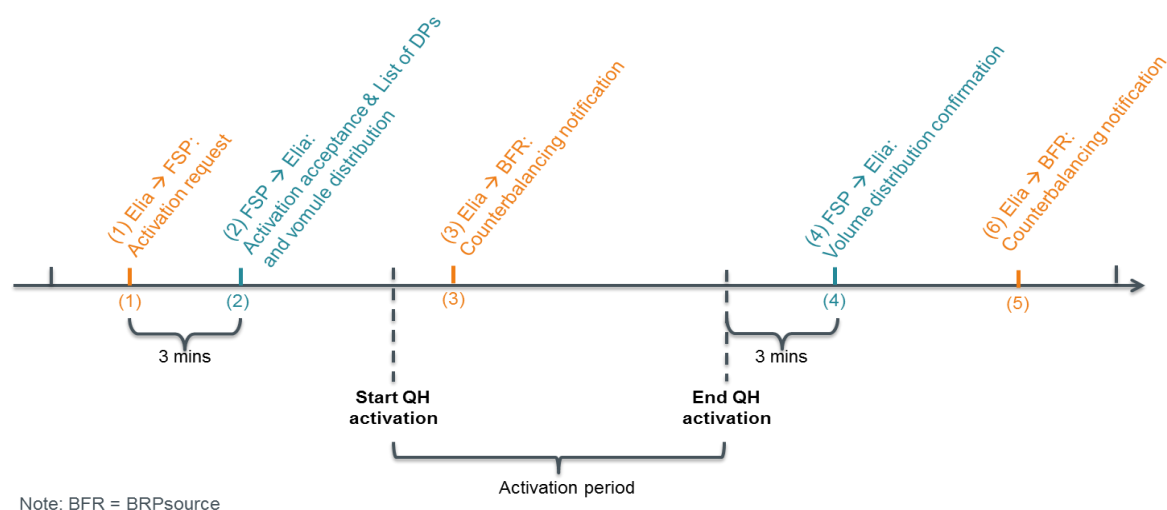 (1) Elia → FSP:
Activation request
(2) FSP → Elia:
Activation acceptance & List of DPs
and vomule distribution
(3) Elia → BFR:
Counterbalancing notification
(4) FSP → Elia:
Volume distribution confirmation
(6) Elia → BFR:
Counterbalancing notification
(1)
(2)
(3)
(4)
(5)
3 mins
3 mins
Start QH
activation
End QH
activation
Activation period
Note: BFR = BRPsource